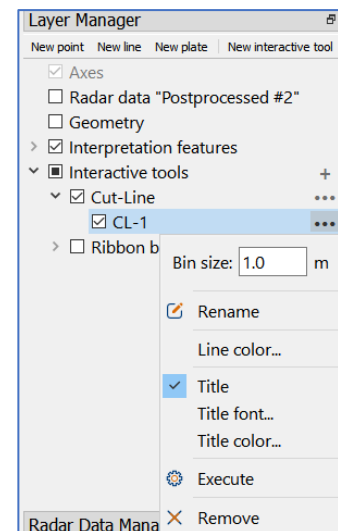 Layer Manager
New point New line New plate New interactive tool
Axes
Radar data "Postprocessed #2"
Geometry
Interpretation features
Interactive tools
Cut-Line
CL-1
Ribbon b
Bin size: 1.0 m
Rename
Line color...
Title
Title font...
Title color...
Execute
Remove
Radar Data Mana